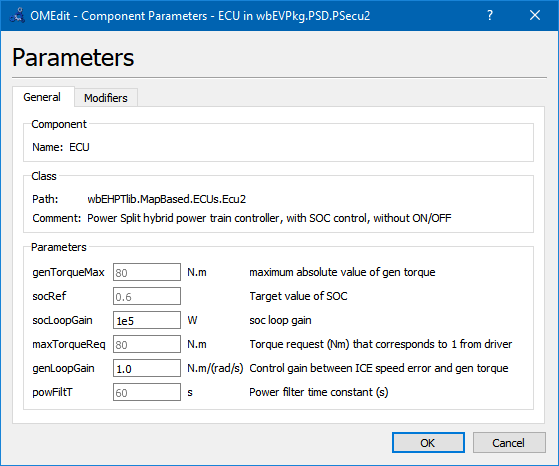 OMEdit - Component Parameters - ECU in wbEVPkg.PSD.PSecu2 ?
Parameters
General Modifiers
Component
Name: ECU
Class
Path: wbEHPTlib.MapBased.ECUs.Ecu2
Comment: Power Split hybrid power train controller, with SOC control, without ON/OFF
Parameters
genTorqueMax 80 N.m maximum absolute value of gen torque
socRef 0.6 Target value of SOC
socLoopGain 1e5 W soc loop gain
maxTorqueReq 80 N.m Torque request (Nm) that corresponds to 1 from driver
genLoopGain 1.0 N.m/(rad/s) Control gain between ICE speed error and gen torque
powFiltT 60 s Power filter time constant (s)
OK Cancel